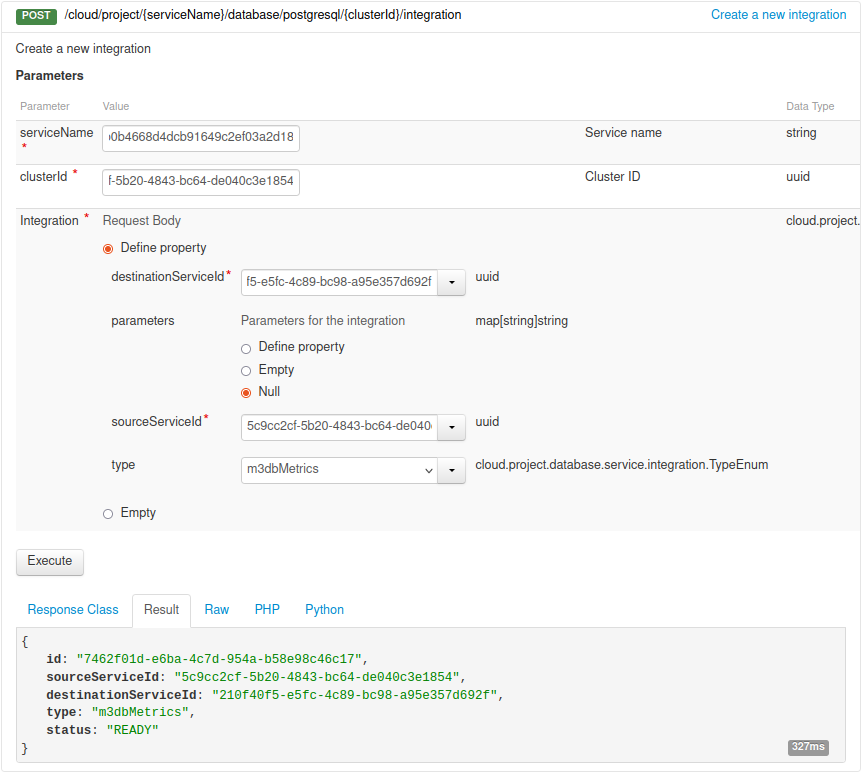 POST /cloud/project/{serviceName}/database/postgresql/{clusterId}/integration Create a new integration
Create a new integration
Parameters
Parameter Value Data Type
serviceName * 0b4668d4dcb91649c2ef03a2d18 Service name string
clusterId * f-5b20-4843-bc64-de040c3e1854 Cluster ID uuid
Integration * Request Body cloud.project.
Define property
destinationServiceId* f5-e5fc-4c89-bc98-a95e357d692f uuid
parameters Parameters for the integration map[string]string
Define property
Empty
Null
sourceServiceId* 5c9cc2cf-5b20-4843-bc64-de040 uuid
type m3dbMetrics cloud.project.database.service.integration.TypeEnum
Empty
Execute
Response Class Result Raw PHP Python
{
id: "7462f01d-e6ba-4c7d-954a-b58e98c46c17",
sourceServiceId: "5c9cc2cf-5b20-4843-bc64-de040c3e1854",
destinationServiceId: "210f40f5-e5fc-4c89-bc98-a95e357d692f",
type: "m3dbMetrics",
status: "READY"
}
327ms